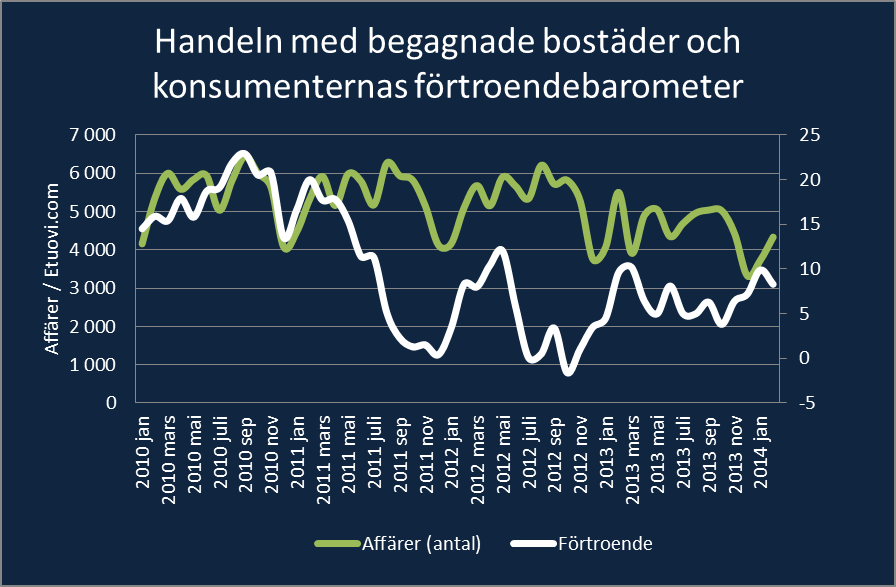 Handeln med begagnade bostäder och
konsumenternas förtroendebarometer
Affärer / Etuovi.com
7 000
6 000
5 000
4 000
3 000
2 000
1 000
0
25
20
15
10
5
0
-5
2010 jan
2010 mars
2010 maj
2010 juli
2010 sep
2010 nov
2011 jan
2011 mars
2011 maj
2011 juli
2011 sep
2011 nov
2012 jan
2012 mars
2012 maj
2012 juli
2012 sep
2012 nov
2013 jan
2013 mars
2013 maj
2013 juli
2013 sep
2013 nov
2014 jan
Affärer (antal)
Förtroende